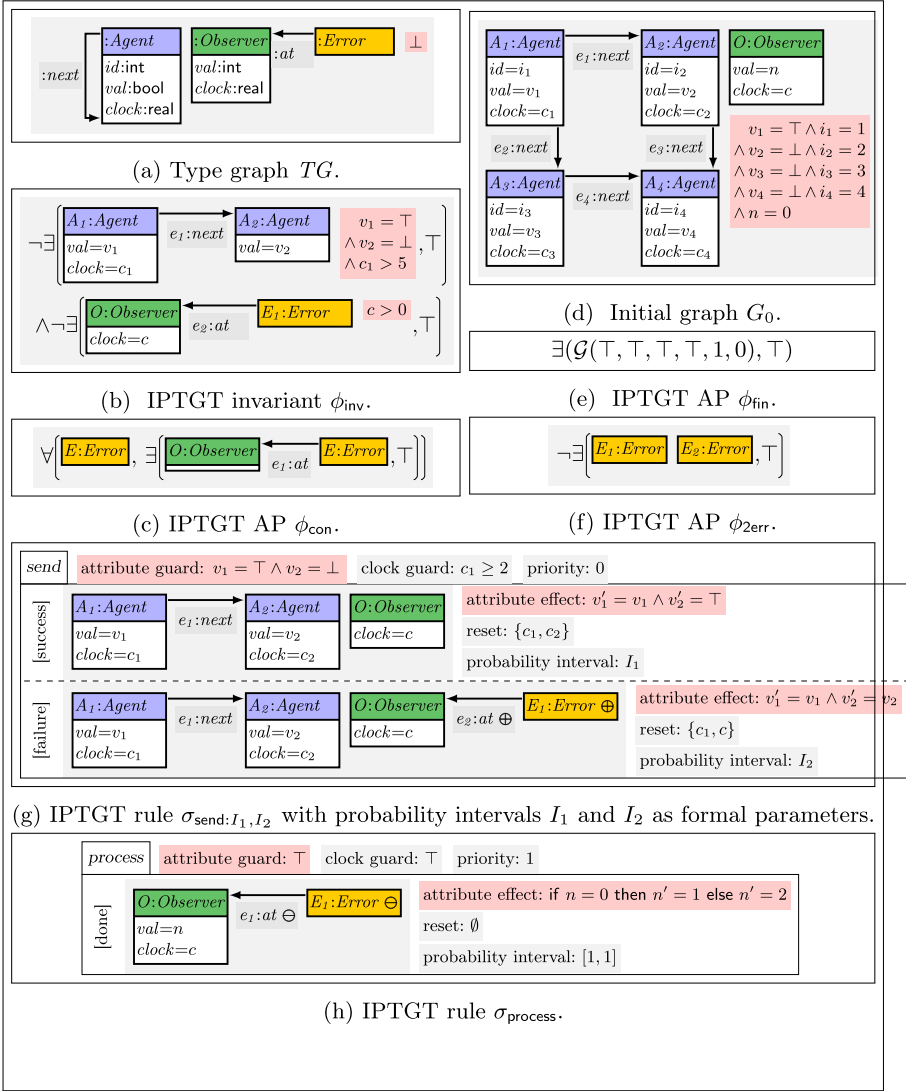 :Agent
:Observer
:Error
⊥
:next
:at
id:int
val:bool
clock:real
val:int
clock:real
(a) Type graph TG.
A₁:Agent
A₂:Agent
O:Observer
e₁:next
id=i₁
val=v₁
clock=c₁
id=i₂
val=v₂
clock=c₂
val=n
clock=c
e₂:next
e₃:next
v₁ = ⊤ ∧ i₁ = 1
∧ v₂ = ⊥ ∧ i₂ = 2
∧ v₃ = ⊥ ∧ i₃ = 3
∧ v₄ = ⊥ ∧ i₄ = 4
∧ n = 0
A₃:Agent
A₄:Agent
e₄:next
id=i₃
val=v₃
clock=c₃
id=i₄
val=v₄
clock=c₄
(d) Initial graph G₀.
¬∃
A₁:Agent
A₂:Agent
e₁:next
val=v₁
clock=c₁
val=v₂
v₁ = ⊤
∧ v₂ = ⊥
∧ c₁ > 5
,⊤
∧¬∃
O:Observer
E₁:Error
e₂:at
clock=c
c > 0
,⊤
(b) IPTGT invariant ϕinv.
∃(𝒢(⊤, ⊤, ⊤, ⊤, 1, 0), ⊤)
(e) IPTGT AP ϕfin.
∀(E:Error, ∃(O:Observer e₁:at E:Error,⊤))
(c) IPTGT AP ϕcon.
¬∃(E₁:Error E₂:Error,⊤)
(f) IPTGT AP ϕ2err.
send
attribute guard: v₁ = ⊤ ∧ v₂ = ⊥
clock guard: c₁ ≥ 2
priority: 0
[success]
A₁:Agent
A₂:Agent
O:Observer
e₁:next
val=v₁
clock=c₁
val=v₂
clock=c₂
clock=c
attribute effect: v₁′ = v₁ ∧ v₂′ = ⊤
reset: {c₁, c₂}
probability interval: I₁
[failure]
A₁:Agent
A₂:Agent
O:Observer
E₁:Error ⊕
e₁:next
e₂:at ⊕
val=v₁
clock=c₁
val=v₂
clock=c₂
clock=c
attribute effect: v₁′ = v₁ ∧ v₂′ = v₂
reset: {c₁, c}
probability interval: I₂
(g) IPTGT rule σsend:I₁,I₂ with probability intervals I₁ and I₂ as formal parameters.
process
attribute guard: ⊤
clock guard: ⊤
priority: 1
[done]
O:Observer
E₁:Error ⊖
e₁:at ⊖
val=n
clock=c
attribute effect: if n = 0 then n′ = 1 else n′ = 2
reset: ∅
probability interval: [1, 1]
(h) IPTGT rule σprocess.